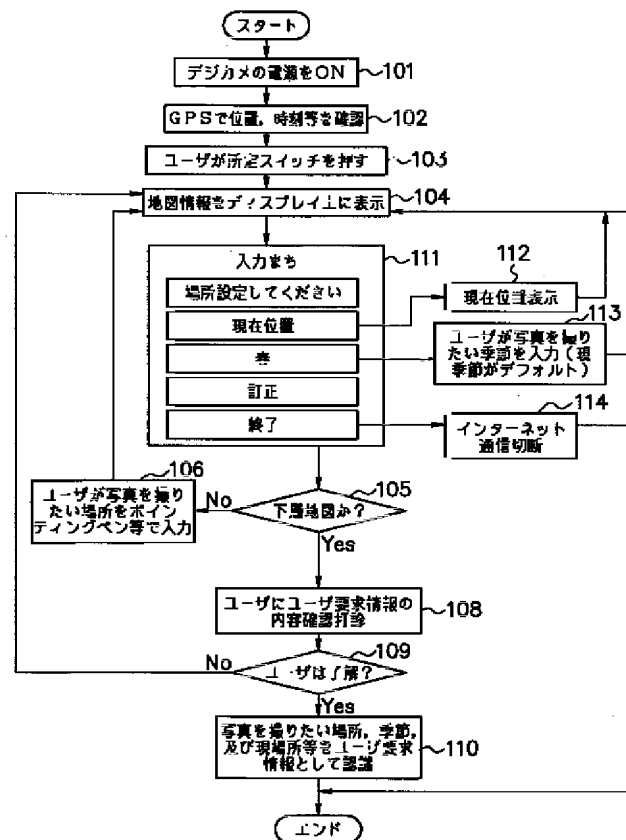 スタート
デジカメの電源をON
101
GPSで位置，時刻等を確認
102
ユーザが所定スイッチを押す
103
地図情報をディスプレイ上に表示
104
入力まち
111
場所設定してください
現在位置
春
訂正
終了
112
現在位置表示
113
ユーザが写真を撮り
たい季節を入力（現
季節がデフォルト）
114
インターネット
通信切断
106
ユーザが写真を撮り
たい場所をポイン
ティングペン等で入力
No
105
下層地図か？
Yes
ユーザにユーザ要求情報の
内容確認打診
108
No
109
ユーザは了解？
Yes
写真を撮りたい場所，季節，
及び現場所等をユーザ要求
情報として認識
110
エンド